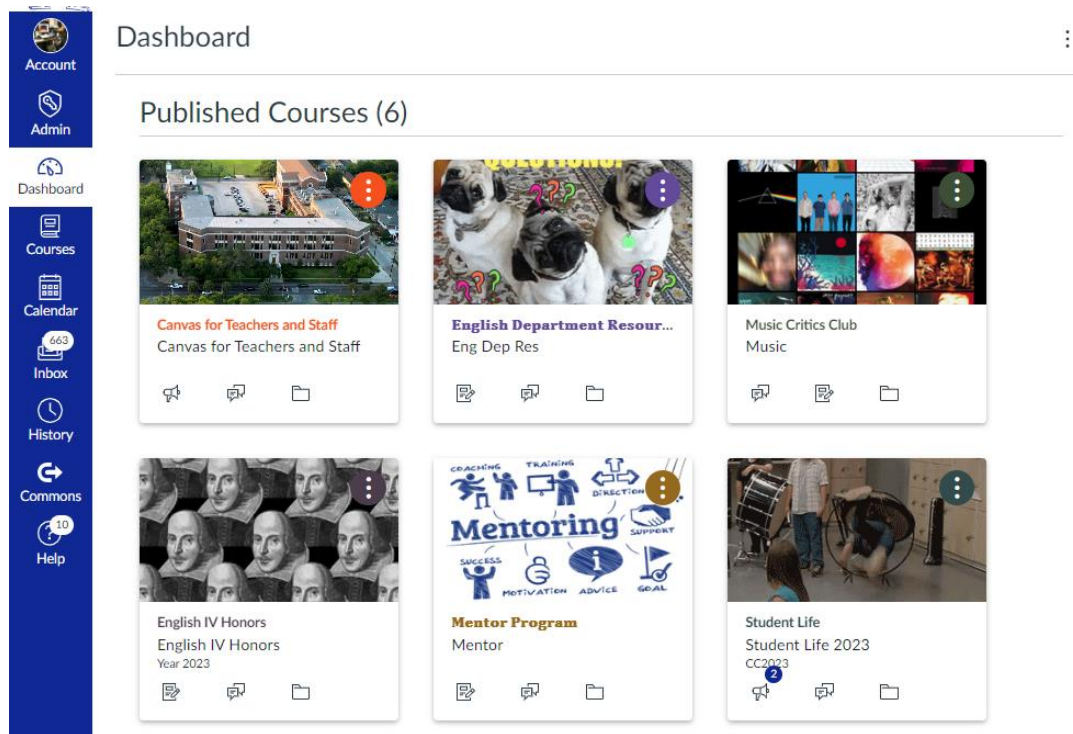 Account
Admin
Dashboard
Courses
Calendar
663
Inbox
History
Commons
10
Help
Dashboard
Published Courses (6)
Canvas for Teachers and Staff
Canvas for Teachers and Staff
QUESTIONS!
???
???
English Department Resour...
Eng Dep Res
Music Critics Club
Music
English IV Honors
English IV Honors
Year 2023
COACHING TRAINING
DIRECTION
Mentoring
SUPPORT
SUCCESS
MOTIVATION ADVICE GOAL
Mentor Program
Mentor
Student Life
Student Life 2023
CC2023
2